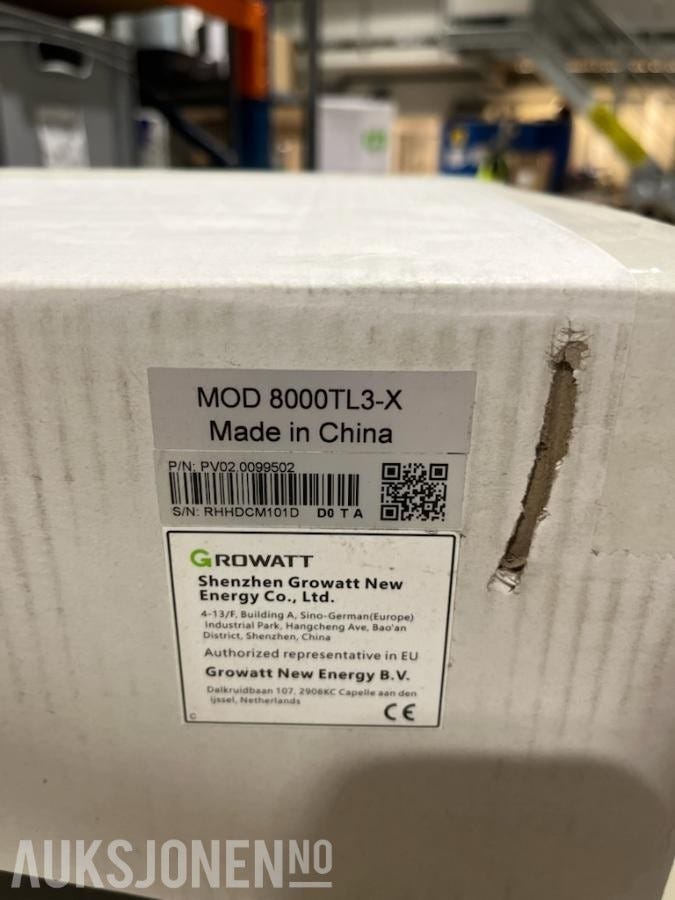 MOD 8000TL3-X
Made in China
P/N: PV02.0099502
S/N: RHHDCM101D D0 T A
GROWATT
Shenzhen Growatt New
Energy Co., Ltd.
4-13/F, Building A, Sino-German(Europe)
Industrial Park, Hangcheng Ave, Bao'an
District, Shenzhen, China
Authorized representative in EU
Growatt New Energy B.V.
Dalkruidbaan 107, 2906KC Capelle aan den
ijssel, Netherlands
C
CE
AUKSJONEN NO